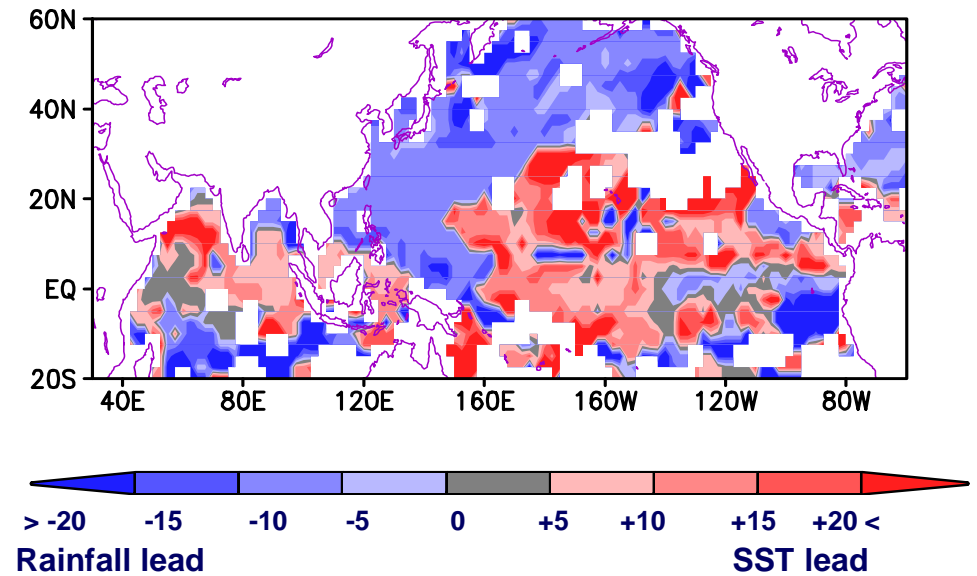 60N
40N
20N
EQ
20S
40E 80E 120E 160E 160W 120W 80W
> -20 -15 -10 -5 0 +5 +10 +15 +20 <
Rainfall lead SST lead